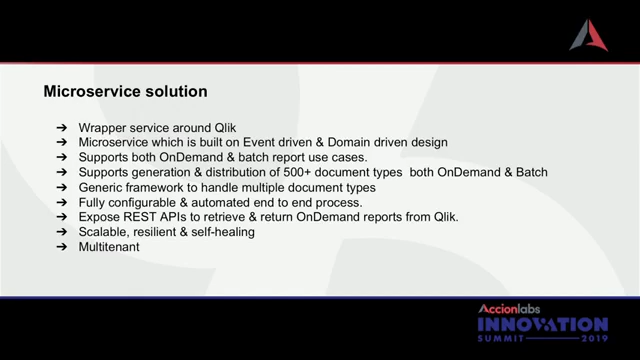 Microservice solution
➔ Wrapper service around Qlik
➔ Microservice which is built on Event driven & Domain driven design
➔ Supports both OnDemand & batch report use cases.
➔ Supports generation & distribution of 500+ document types  both OnDemand & Batch
➔ Generic framework to handle multiple document types
➔ Fully configurable & automated end to end process.
➔ Expose REST APIs to retrieve & return OnDemand reports from Qlik.
➔ Scalable, resilient & self-healing
➔ Multitenant
Accionlabs
INNOVATION
SUMMIT 2019